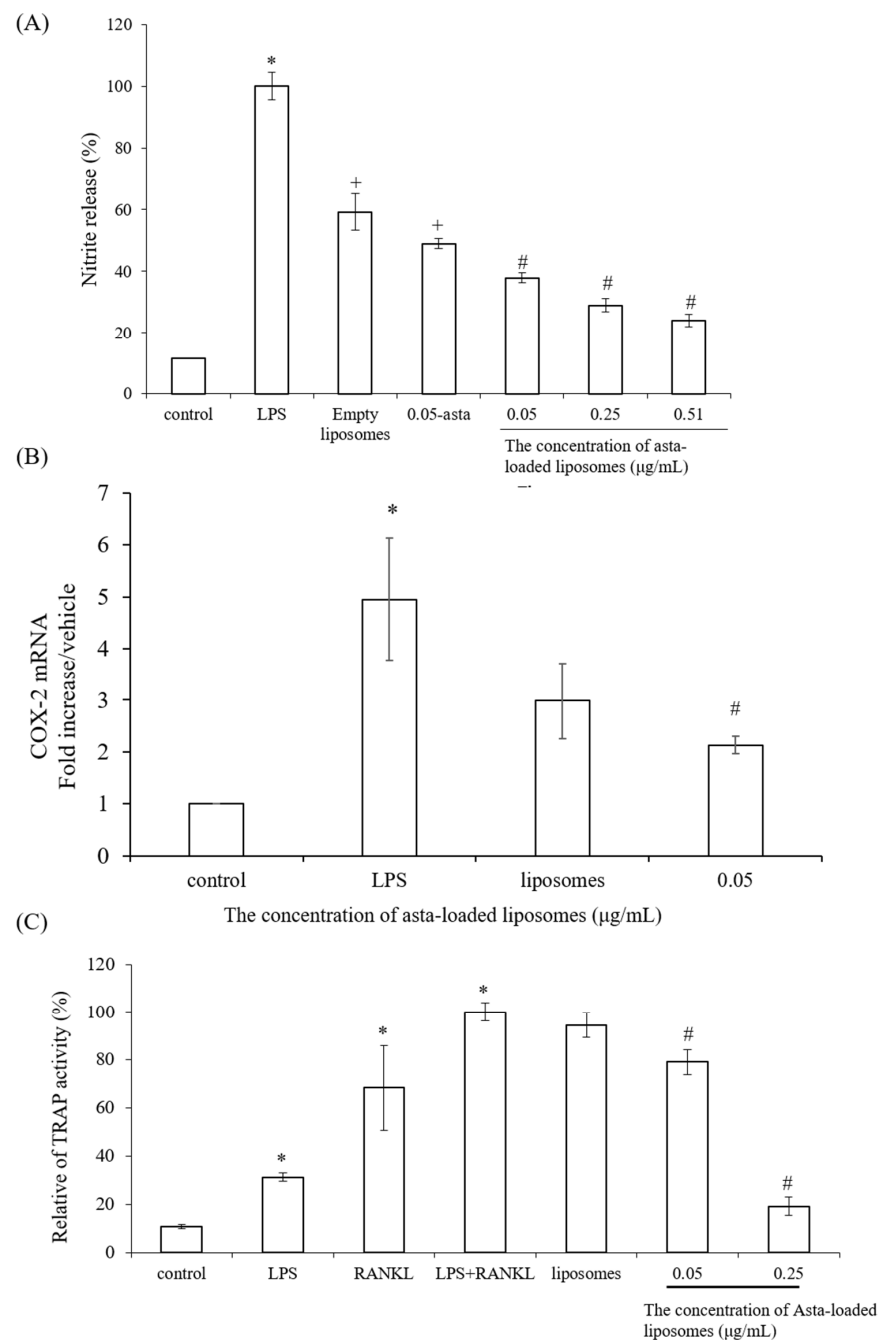 (A)
Nitrite release (%)
120
100
80
60
40
20
0
*
+
+
#
#
#
control
LPS
Empty
liposomes
0.05-asta
0.05
0.25
0.51
The concentration of asta-
loaded liposomes (μg/mL)
(B)
COX-2 mRNA
Fold increase/vehicle
7
6
5
4
3
2
1
0
*
#
control
LPS
liposomes
0.05
The concentration of asta-loaded liposomes (μg/mL)
(C)
Relative of TRAP activity (%)
120
100
80
60
40
20
0
*
*
*
#
#
control
LPS
RANKL
LPS+RANKL
liposomes
0.05
0.25
The concentration of Asta-loaded
liposomes (μg/mL)